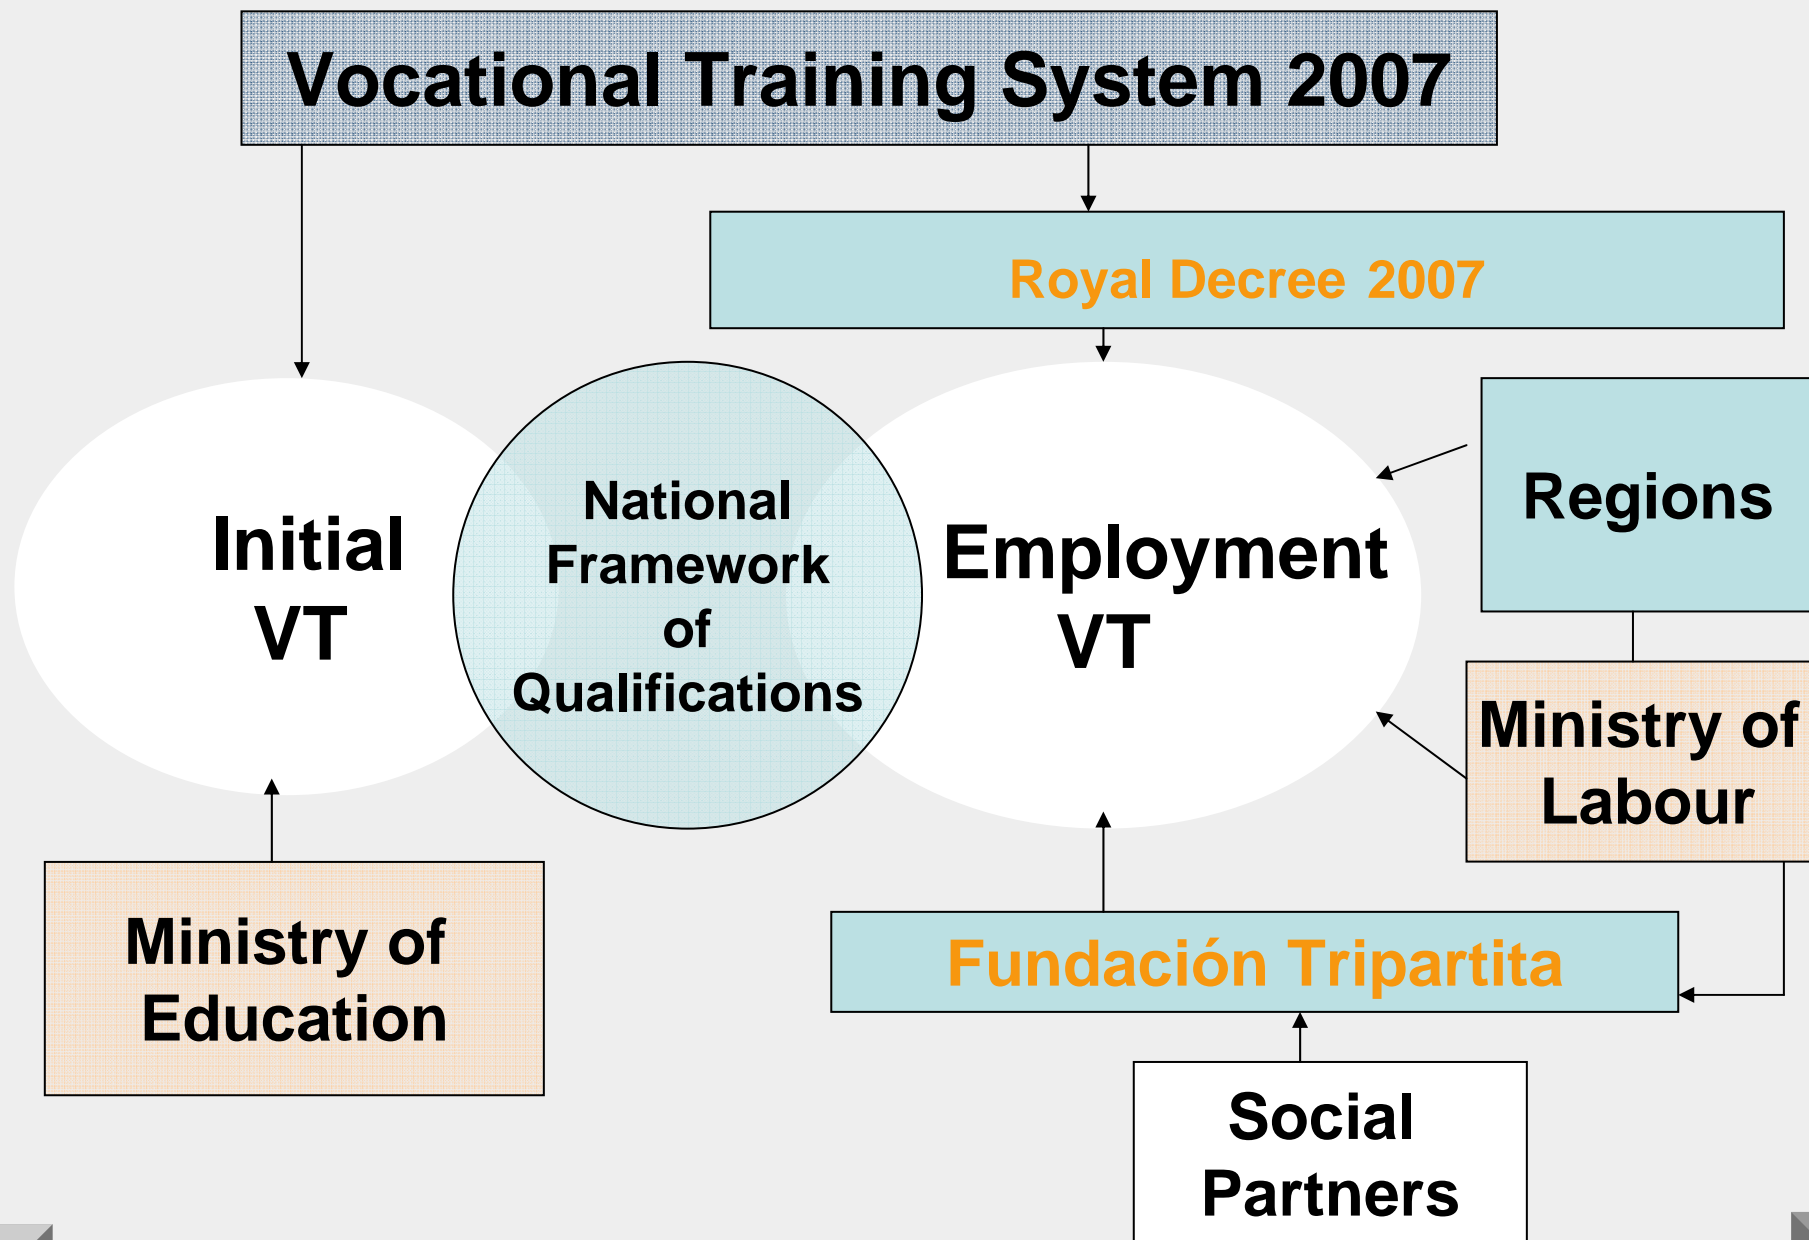 Vocational Training System 2007
Royal Decree 2007
Initial
VT
National
Framework
of
Qualifications
Employment
VT
Regions
Ministry of
Labour
Ministry of
Education
Fundación Tripartita
Social
Partners